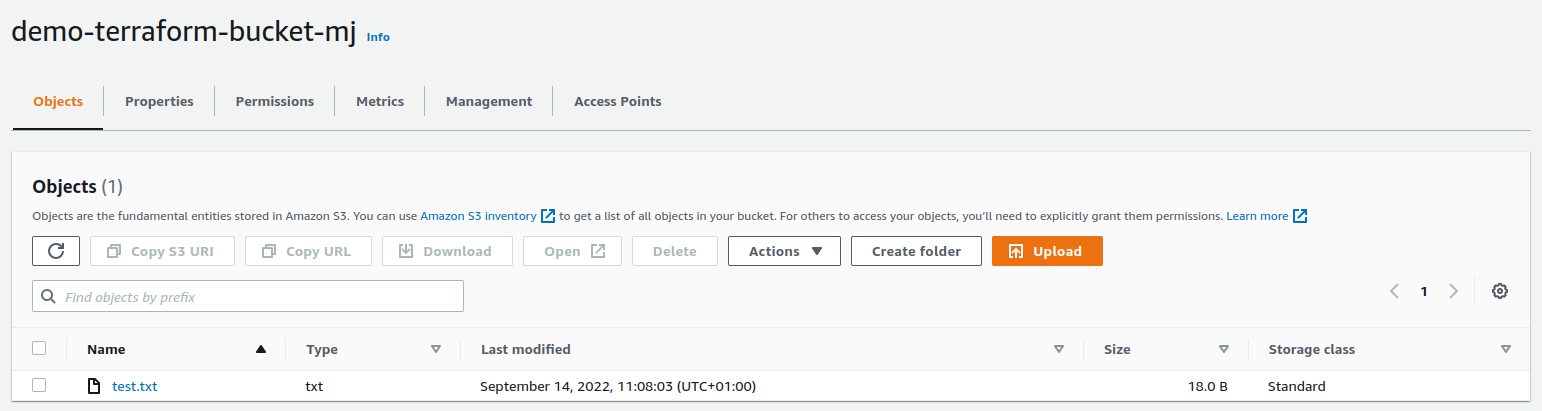 demo-terraform-bucket-mj Info
Objects Properties Permissions Metrics Management Access Points
Objects (1)
Objects are the fundamental entities stored in Amazon S3. You can use Amazon S3 inventory to get a list of all objects in your bucket. For others to access your objects, you'll need to explicitly grant them permissions. Learn more
Copy S3 URI Copy URL Download Open Delete Actions Create folder Upload
Find objects by prefix 1
Name Type Last modified Size Storage class
test.txt txt September 14, 2022, 11:08:03 (UTC+01:00) 18.0 B Standard